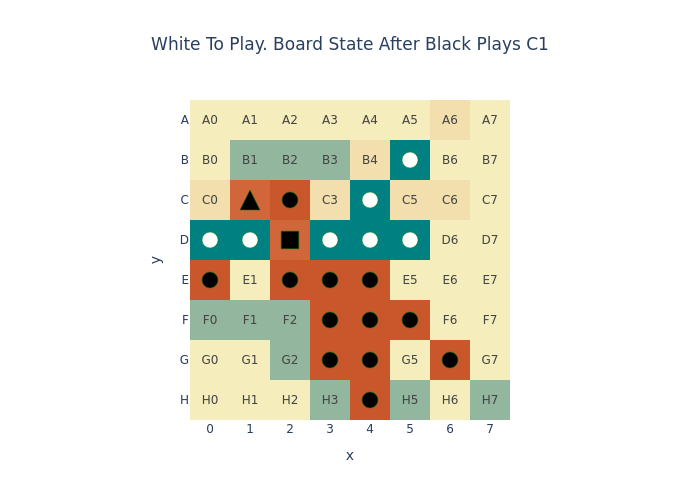 White To Play. Board State After Black Plays C1
A A0 A1 A2 A3 A4 A5 A6 A7
B B0 B1 B2 B3 B4 B6 B7
C C0 C3 C5 C6 C7
D D6 D7
E E1 E5 E6 E7
F F0 F1 F2 F6 F7
G G0 G1 G2 G5 G7
H H0 H1 H2 H3 H5 H6 H7
0 1 2 3 4 5 6 7
x
y